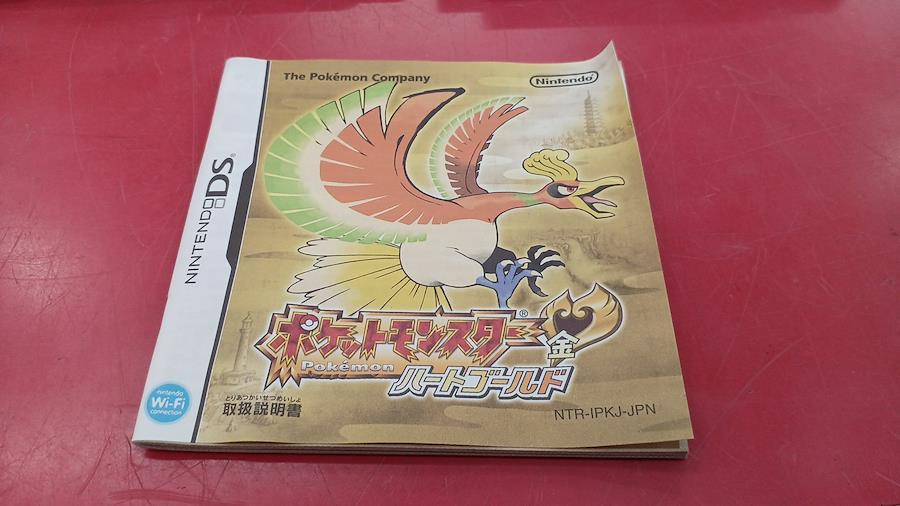 The Pokémon Company
Nintendo
NINTENDO DS
ポケットモンスター
Pokémon
金
ハートゴールド
nintendo
Wi-Fi
connection
とりあつかいせつめいしょ
取扱説明書
NTR-IPKJ-JPN